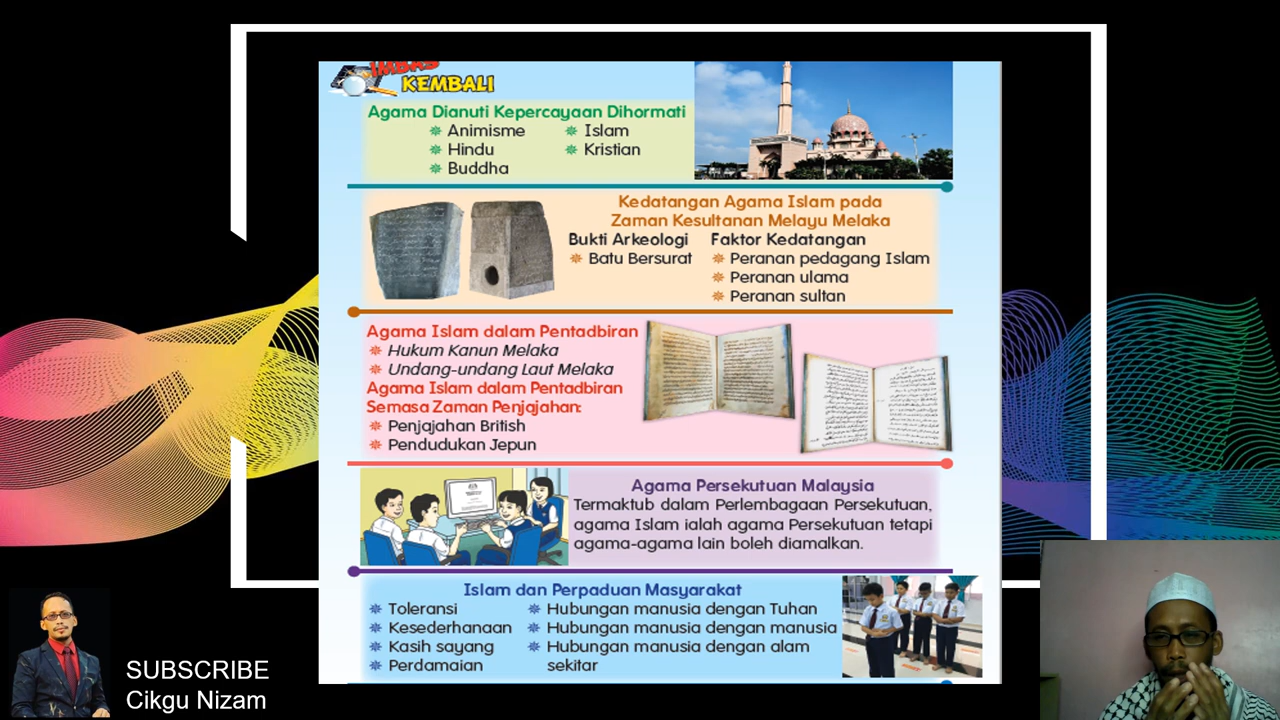 IMBAS
KEMBALI
Agama Dianuti Kepercayaan Dihormati
Animisme
Islam
Hindu
Kristian
Buddha
Kedatangan Agama Islam pada
Zaman Kesultanan Melayu Melaka
Bukti Arkeologi
Faktor Kedatangan
Batu Bersurat
Peranan pedagang Islam
Peranan ulama
Peranan sultan
Agama Islam dalam Pentadbiran
Hukum Kanun Melaka
Undang-undang Laut Melaka
Agama Islam dalam Pentadbiran
Semasa Zaman Penjajahan:
Penjajahan British
Pendudukan Jepun
Agama Persekutuan Malaysia
Termaktub dalam Perlembagaan Persekutuan,
agama Islam ialah agama Persekutuan tetapi
agama-agama lain boleh diamalkan.
Islam dan Perpaduan Masyarakat
Toleransi
Hubungan manusia dengan Tuhan
Kesederhanaan
Hubungan manusia dengan manusia
Kasih sayang
Hubungan manusia dengan alam
Perdamaian
sekitar
SUBSCRIBE
Cikgu Nizam